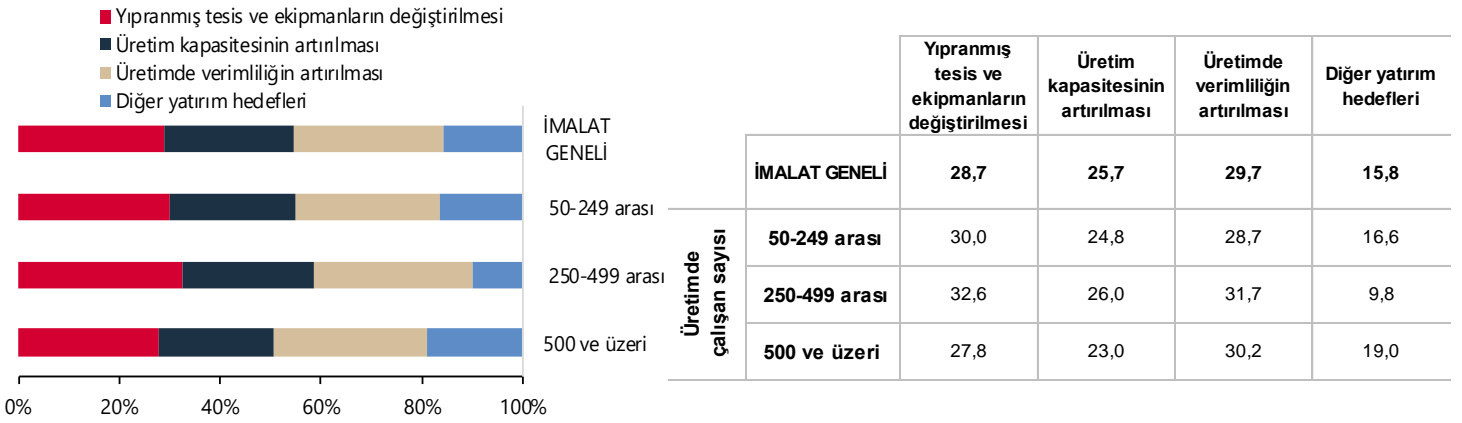 Yıpranmış tesis ve ekipmanların değiştirilmesi
Üretim kapasitesinin artırılması
Üretimde verimliliğin artırılması
Diğer yatırım hedefleri
İMALAT
GENELİ
50-249 arası
250-499 arası
500 ve üzeri
0% 20% 40% 60% 80% 100%
Yıpranmış
tesis ve
ekipmanların
değiştirilmesi
Üretim
kapasitesinin
artırılması
Üretimde
verimliliğin
artırılması
Diğer yatırım
hedefleri
İMALAT GENELİ 28,7 25,7 29,7 15,8
Üretimde
çalışan sayısı
50-249 arası 30,0 24,8 28,7 16,6
250-499 arası 32,6 26,0 31,7 9,8
500 ve üzeri 27,8 23,0 30,2 19,0